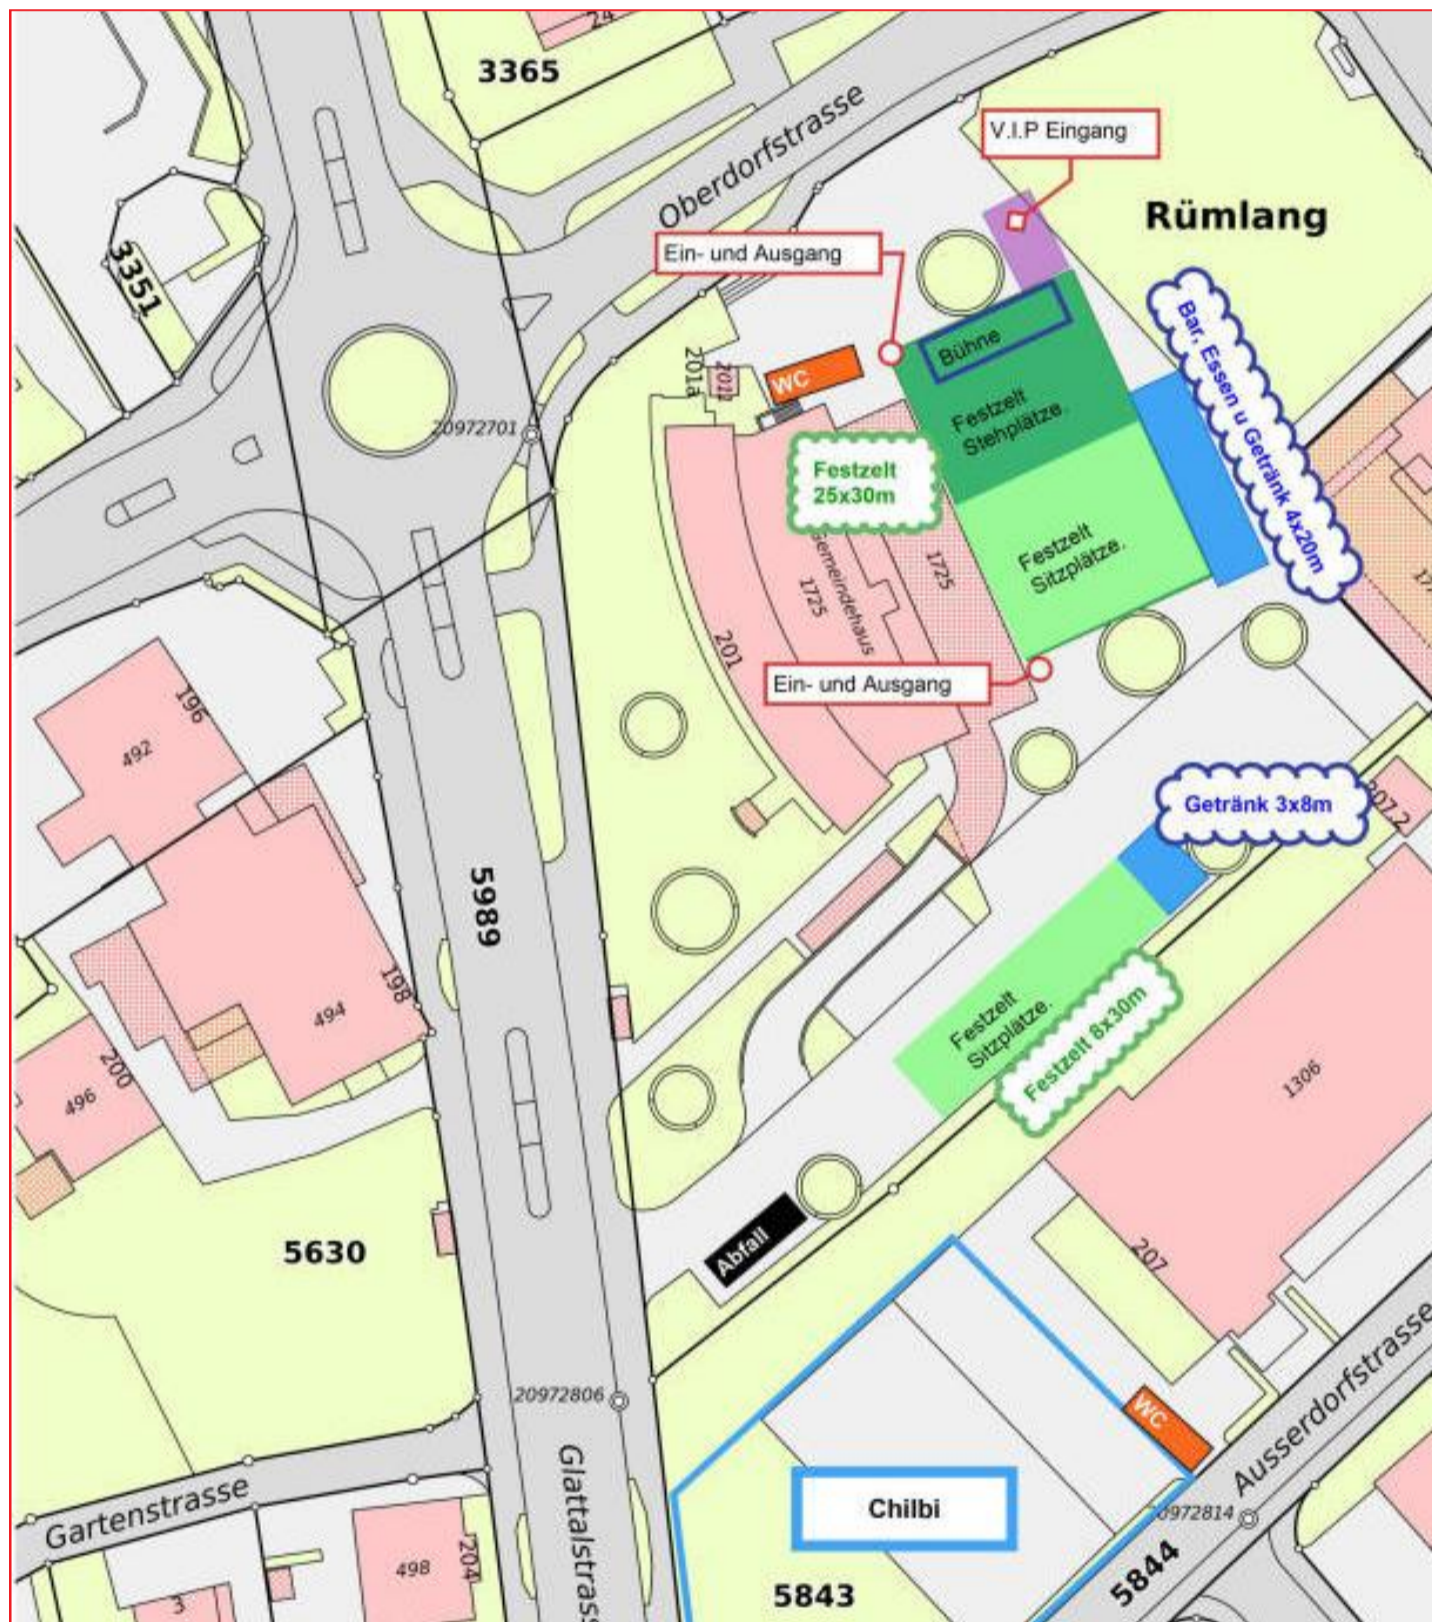 24
3365
Oberdorfstrasse
V.I.P Eingang
Rümlang
Ein- und Ausgang
3351
Bühne
Bar, Essen u Getränk 4x20m
201a
WC
Festzelt
Stehplätze.
20972701
Festzelt
25x30m
Festzelt
Sitzplätze.
Gemeindehaus
1725
1725
201
Ein- und Ausgang
196
492
Getränk 3x8m
207.2
5989
198
494
Festzelt
Sitzplätze.
Festzelt 8x30m
200
496
1306
Abfall
5630
207
Ausserdorfstrasse
20972806
WC
Glattalstrass
Gartenstrasse
Chilbi
20972814
5844
498
204
5843
3